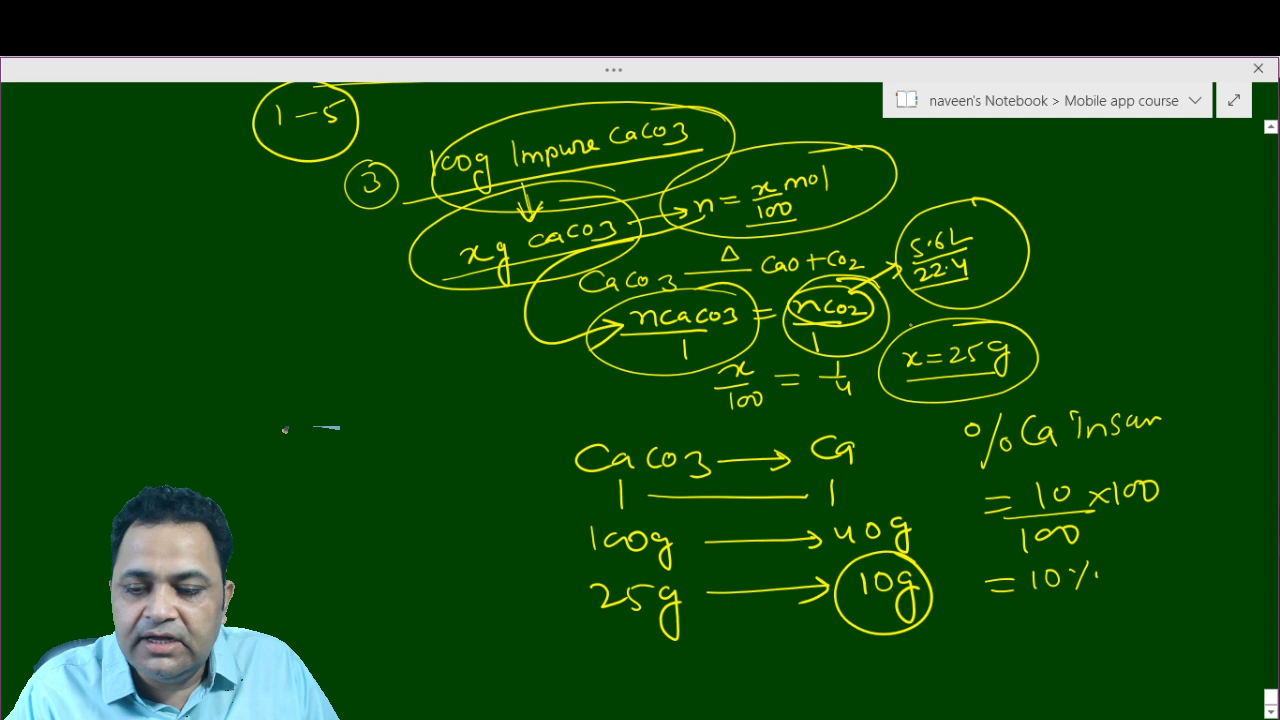 naveen's Notebook > Mobile app course
1-5
3
100g Impure CaCO3
xg CaCO3
n = x/100 mol
CaCO3 Δ CaO + CO2
5.6L/22.4
nCaCO3/1 = nCO2/1
x = 25g
x/100 = 1/4
CaCO3 → Ca
1 — 1
100g → 40g
25g → 10g
% Ca in sam
= 10/100 × 100
= 10%